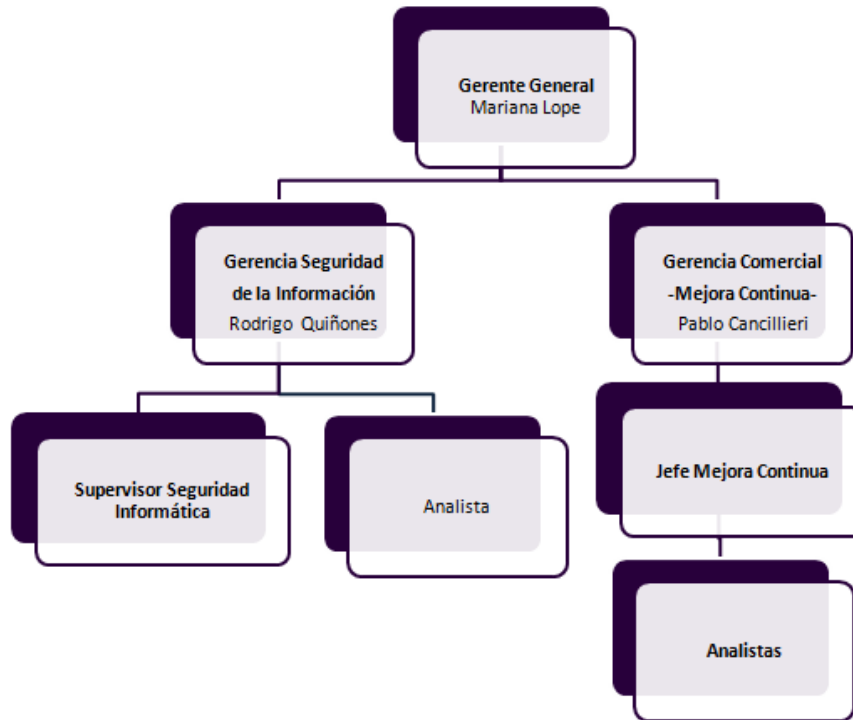 Gerente General
Mariana Lope
Gerencia Seguridad
de la Información
Rodrigo Quiñones
Gerencia Comercial
-Mejora Continua-
Pablo Cancillieri
Supervisor Seguridad
Informática
Analista
Jefe Mejora Continua
Analistas